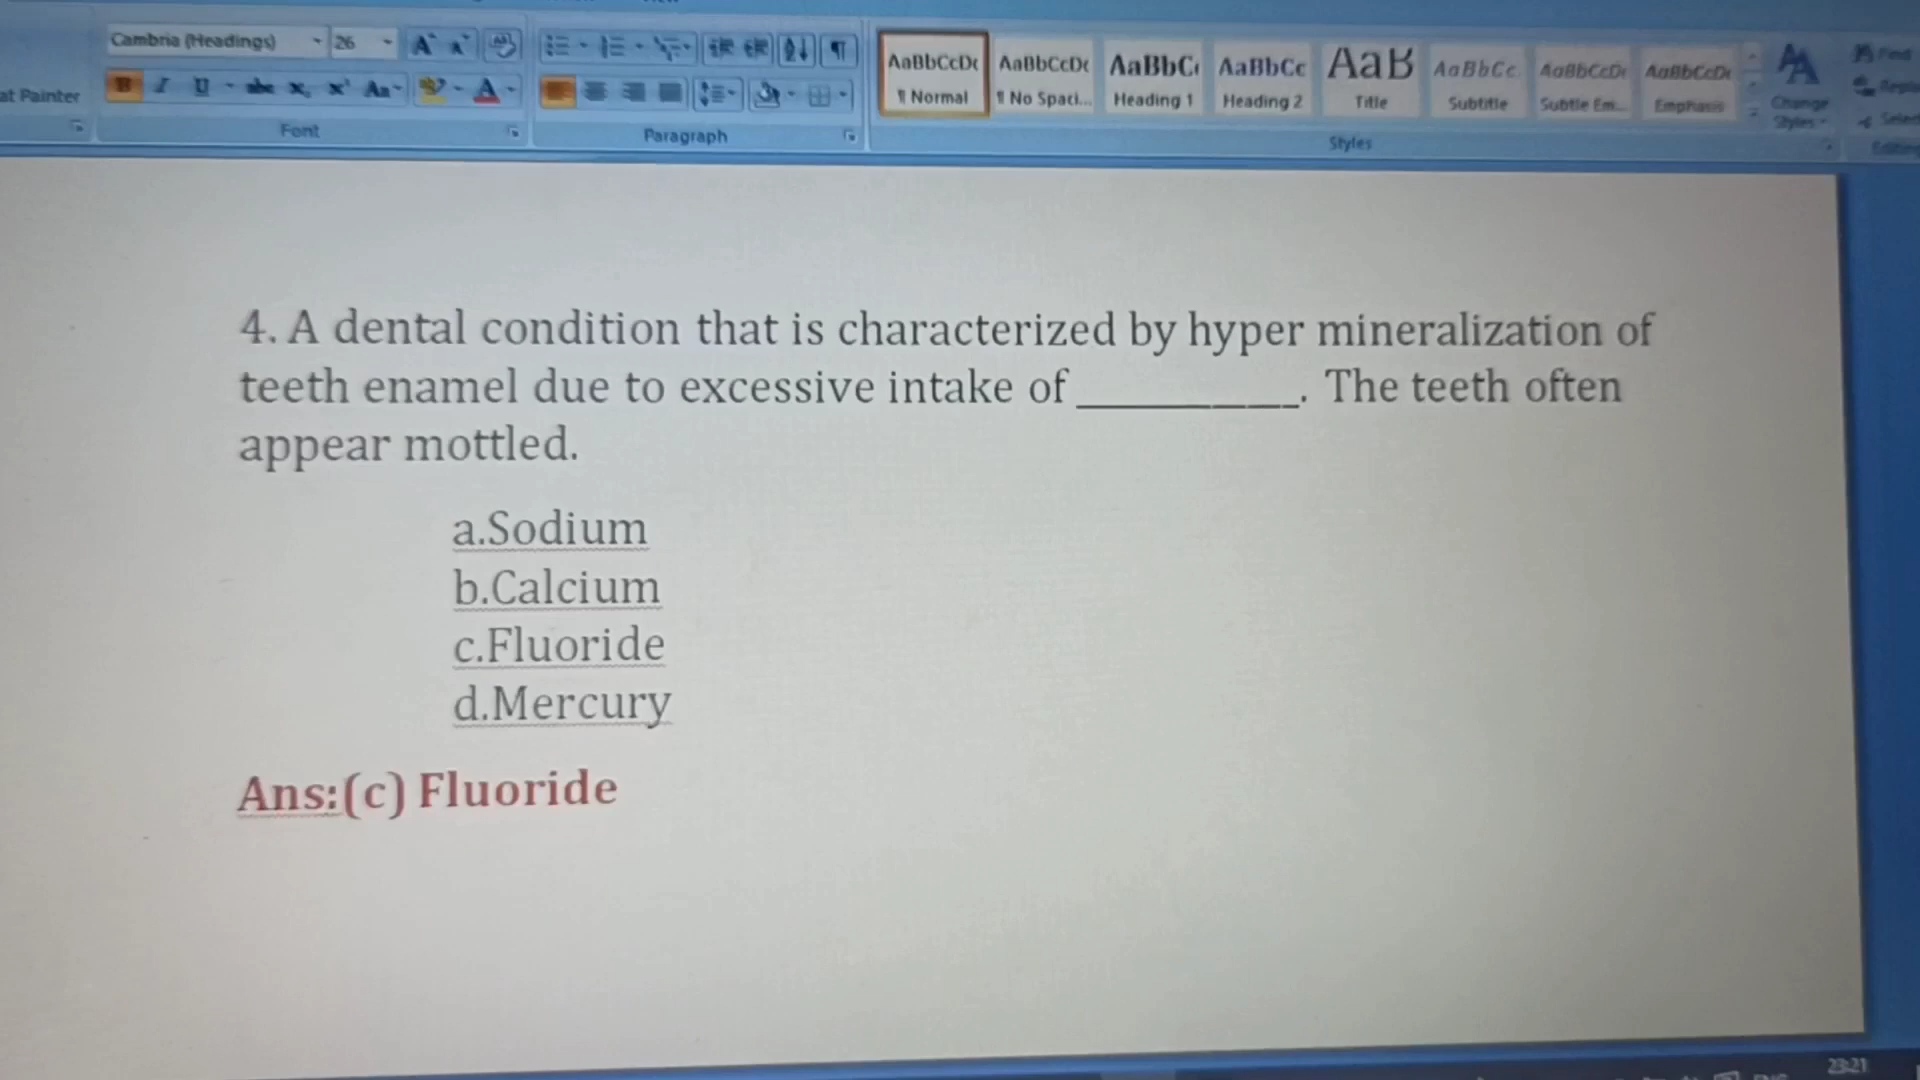 Cambria (Headings) 26
AaBbCcDc AaBbCcDc AaBbC AaBbCc AaB AaBbCc. AaBbCcDc AaBbCcDc
at Painter
B I U abc Aa A
¶ Normal ¶ No Spaci... Heading 1 Heading 2 Title Subtitle Subtle Em... Emphasis
Change
Styles
Find
Font Paragraph Styles
4. A dental condition that is characterized by hyper mineralization of
teeth enamel due to excessive intake of __________. The teeth often
appear mottled.
a.Sodium
b.Calcium
c.Fluoride
d.Mercury
Ans:(c) Fluoride
23:21